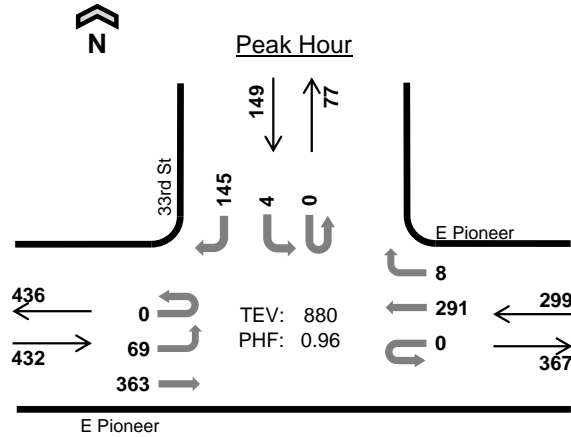 N
Peak Hour
149
77
33rd St
145
4
0
E Pioneer
8
436
0
TEV: 880
291
299
432
69
PHF: 0.96
0
367
363
E Pioneer